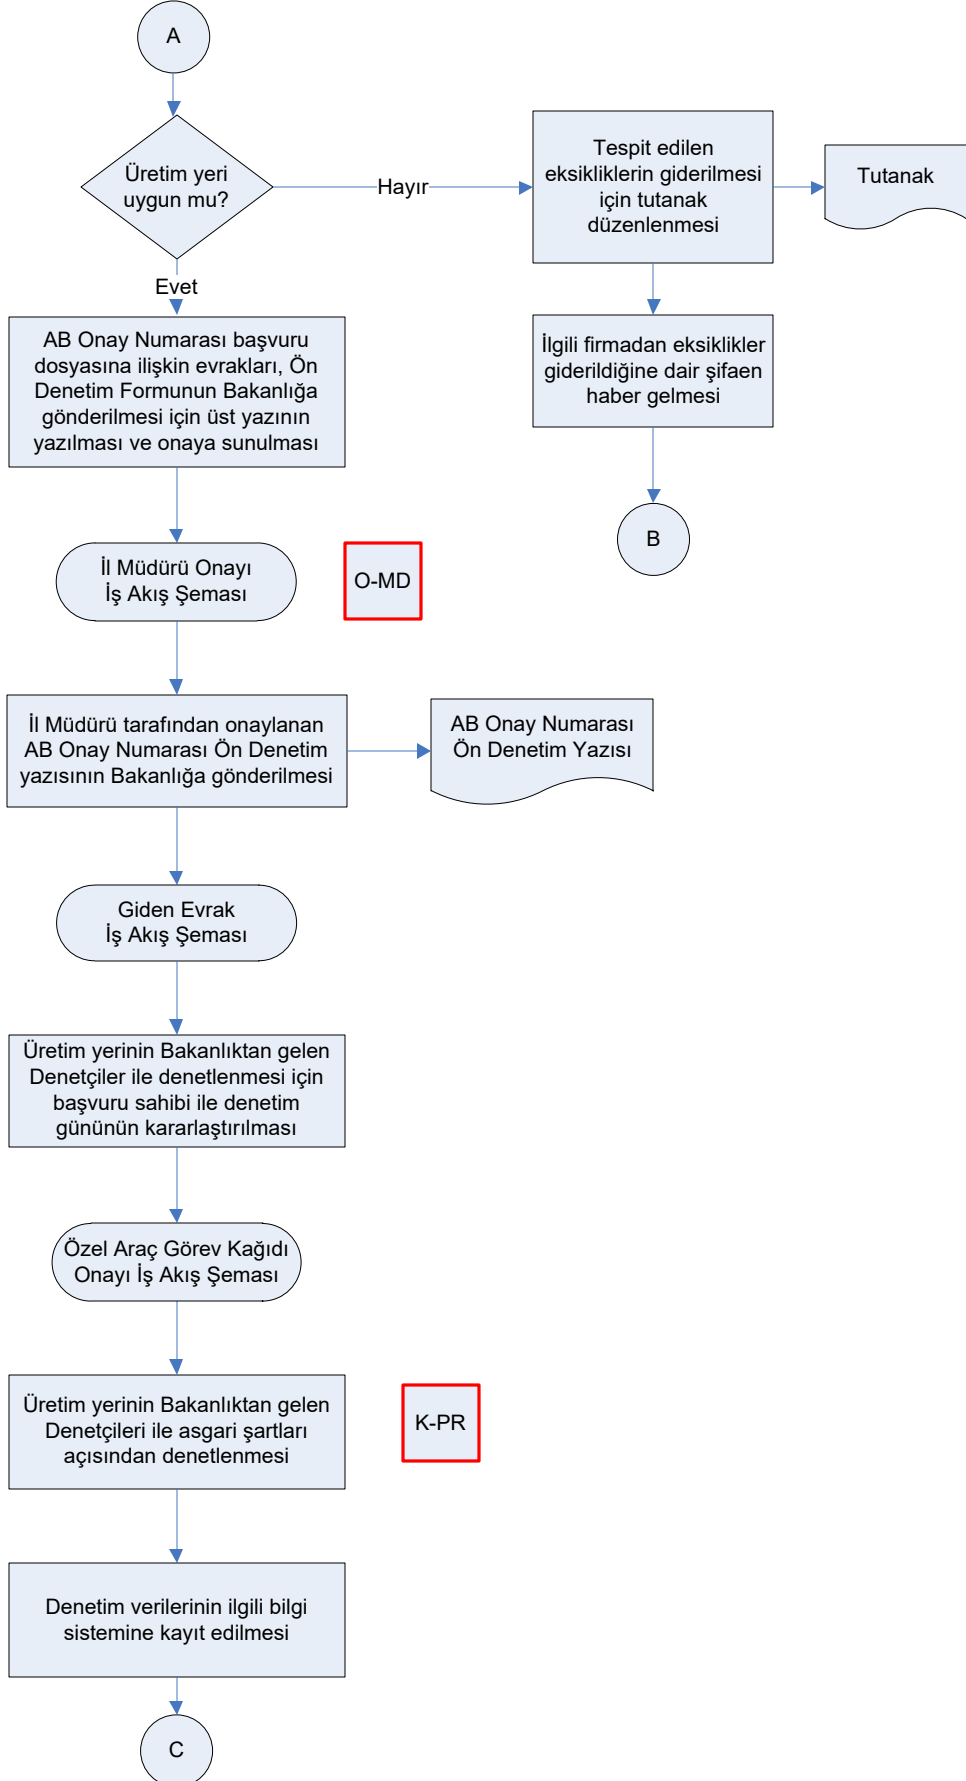 A
Üretim yeri
uygun mu?
Hayır
Tespit edilen
eksikliklerin giderilmesi
için tutanak
düzenlenmesi
Tutanak
Evet
AB Onay Numarası başvuru
dosyasına ilişkin evrakları, Ön
Denetim Formunun Bakanlığa
gönderilmesi için üst yazının
yazılması ve onaya sunulması
İlgili firmadan eksiklikler
giderildiğine dair şifaen
haber gelmesi
B
İl Müdürü Onayı
İş Akış Şeması
O-MD
İl Müdürü tarafından onaylanan
AB Onay Numarası Ön Denetim
yazısının Bakanlığa gönderilmesi
AB Onay Numarası
Ön Denetim Yazısı
Giden Evrak
İş Akış Şeması
Üretim yerinin Bakanlıktan gelen
Denetçiler ile denetlenmesi için
başvuru sahibi ile denetim
gününün kararlaştırılması
Özel Araç Görev Kağıdı
Onayı İş Akış Şeması
Üretim yerinin Bakanlıktan gelen
Denetçileri ile asgari şartları
açısından denetlenmesi
K-PR
Denetim verilerinin ilgili bilgi
sistemine kayıt edilmesi
C